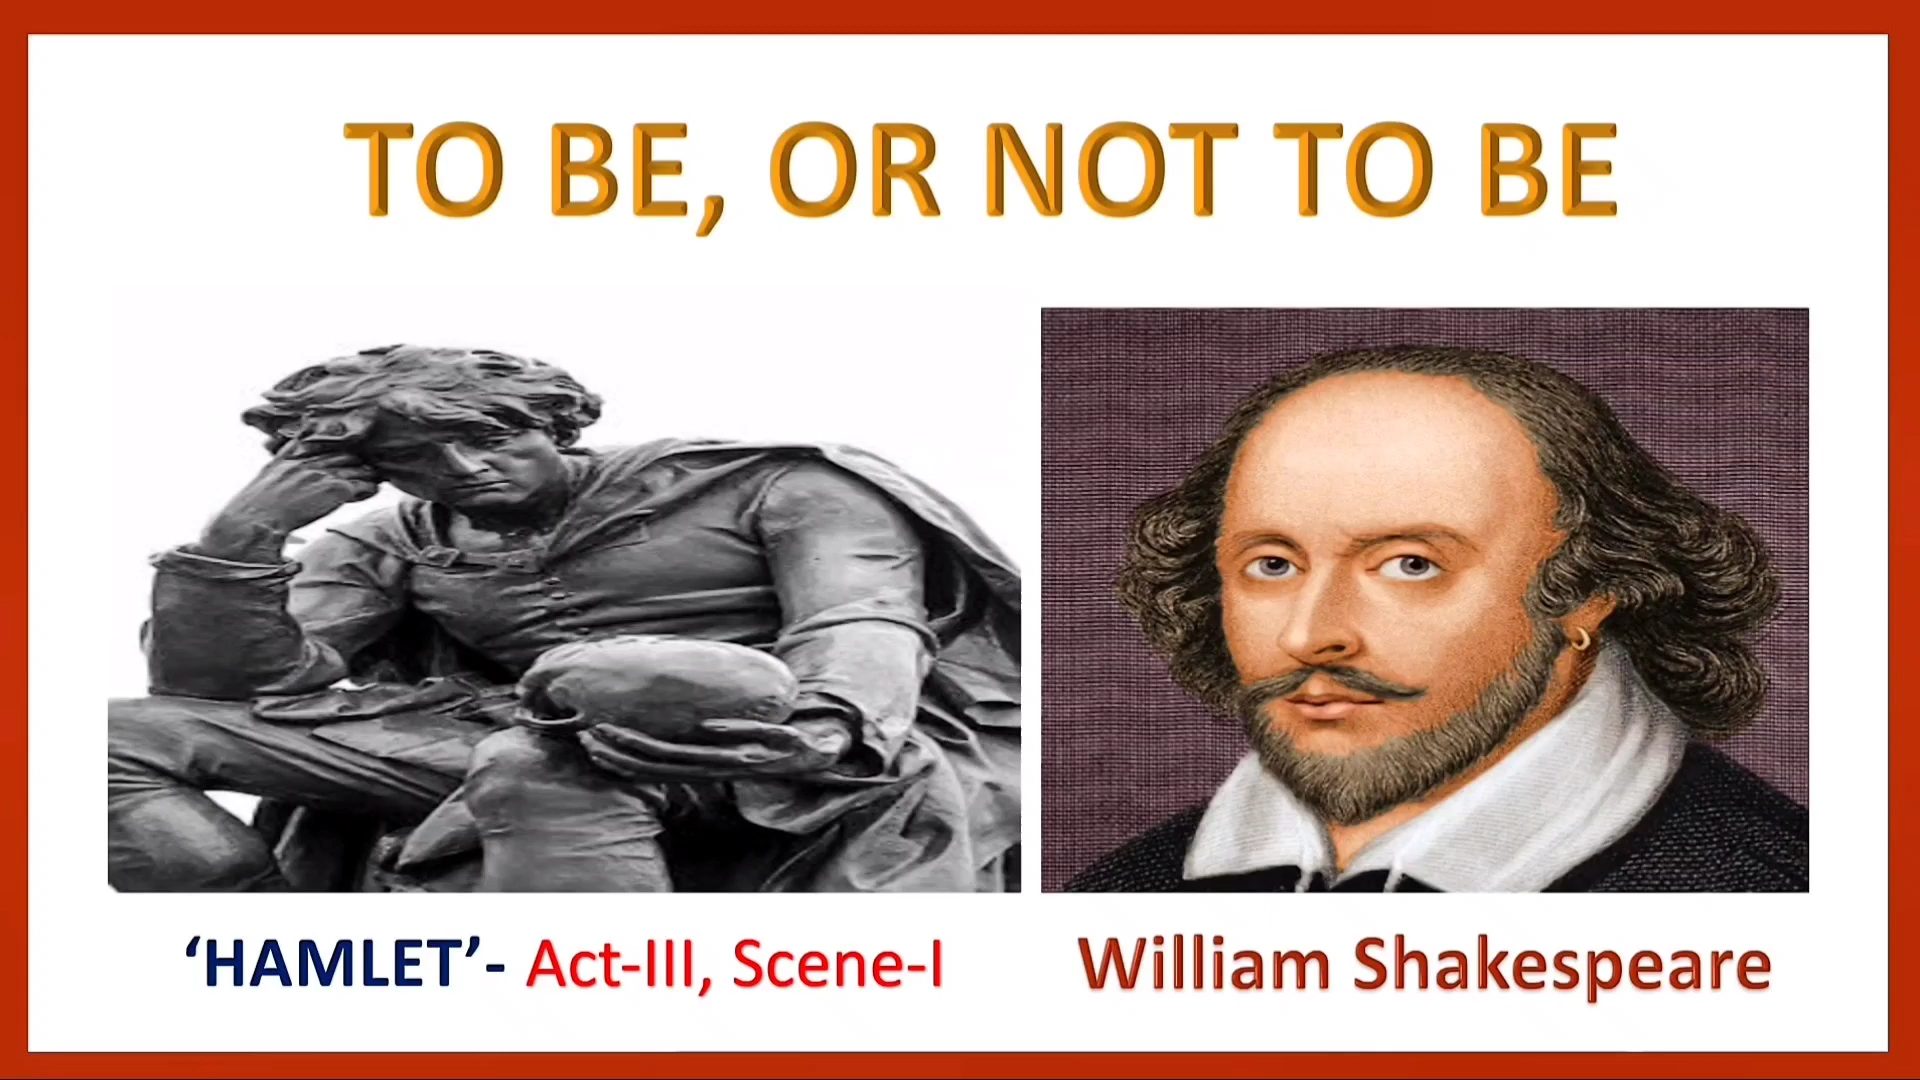 TO BE, OR NOT TO BE
‘HAMLET’- Act-III, Scene-I
William Shakespeare